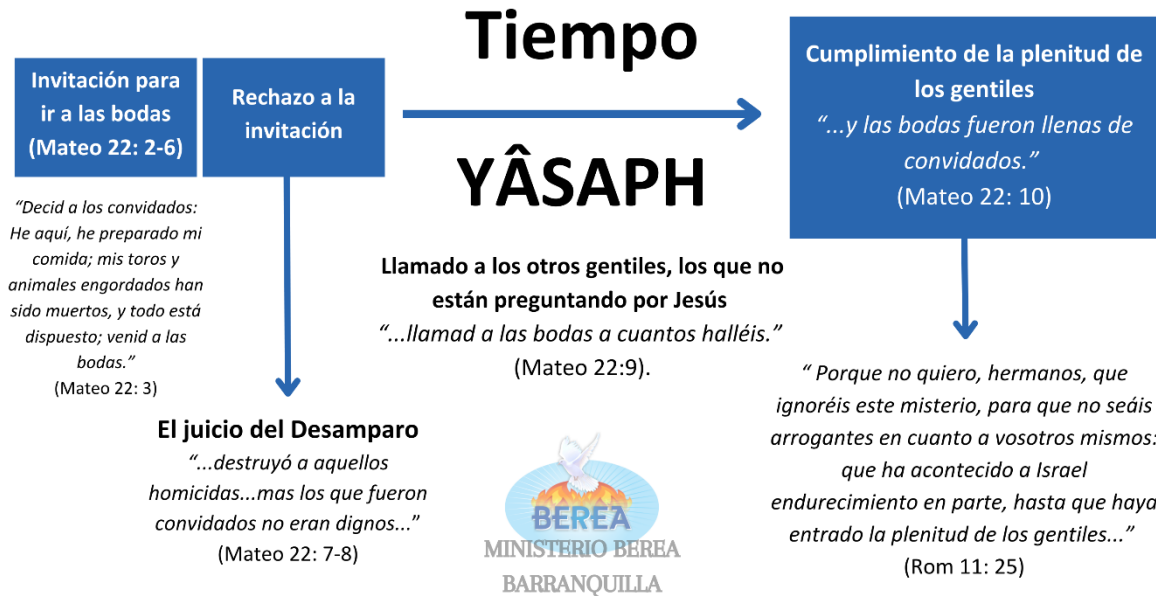 Invitación para
ir a las bodas
(Mateo 22: 2-6)
“Decid a los convidados:
He aquí, he preparado mi
comida; mis toros y
animales engordados han
sido muertos, y todo está
dispuesto; venid a las
bodas.”
(Mateo 22: 3)
Rechazo a la
invitación
El juicio del Desamparo
“...destruyó a aquellos
homicidas...mas los que fueron
convidados no eran dignos...”
(Mateo 22: 7-8)
Tiempo
YÂSAPH
Llamado a los otros gentiles, los que no
están preguntando por Jesús
“...llamad a las bodas a cuantos halléis.”
(Mateo 22:9).
BEREA
MINISTERIO BEREA
BARRANQUILLA
Cumplimiento de la plenitud de
los gentiles
“...y las bodas fueron llenas de
convidados.”
(Mateo 22: 10)
“ Porque no quiero, hermanos, que
ignoréis este misterio, para que no seáis
arrogantes en cuanto a vosotros mismos:
que ha acontecido a Israel
endurecimiento en parte, hasta que haya
entrado la plenitud de los gentiles...”
(Rom 11: 25)